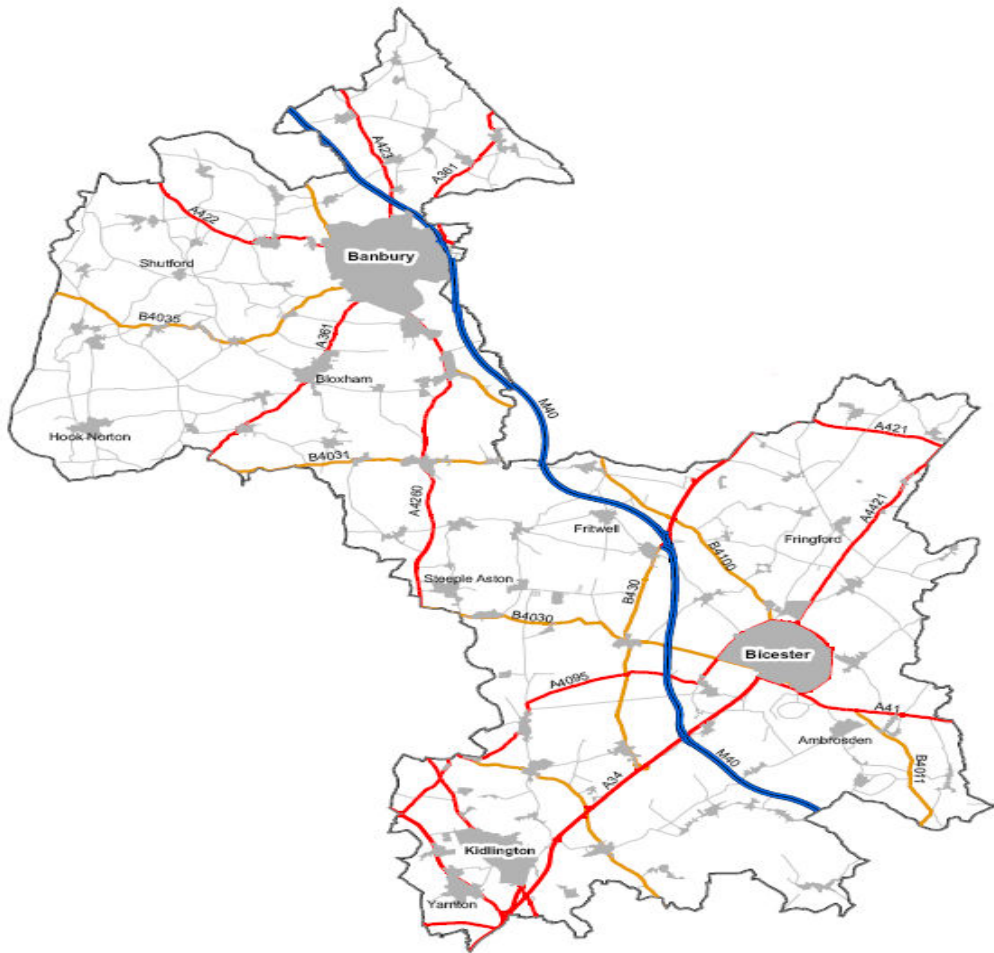 A423
A361
A422
Banbury
Shutford
B4035
A361
Bloxham
M40
Hook Norton
A421
B4031
A4260
A4421
Fritwell
Fringford
B4100
Steeple Aston
B430
B4030
Bicester
A4095
A41
Ambrosden
M40
B4011
A34
Kidlington
Yarnton